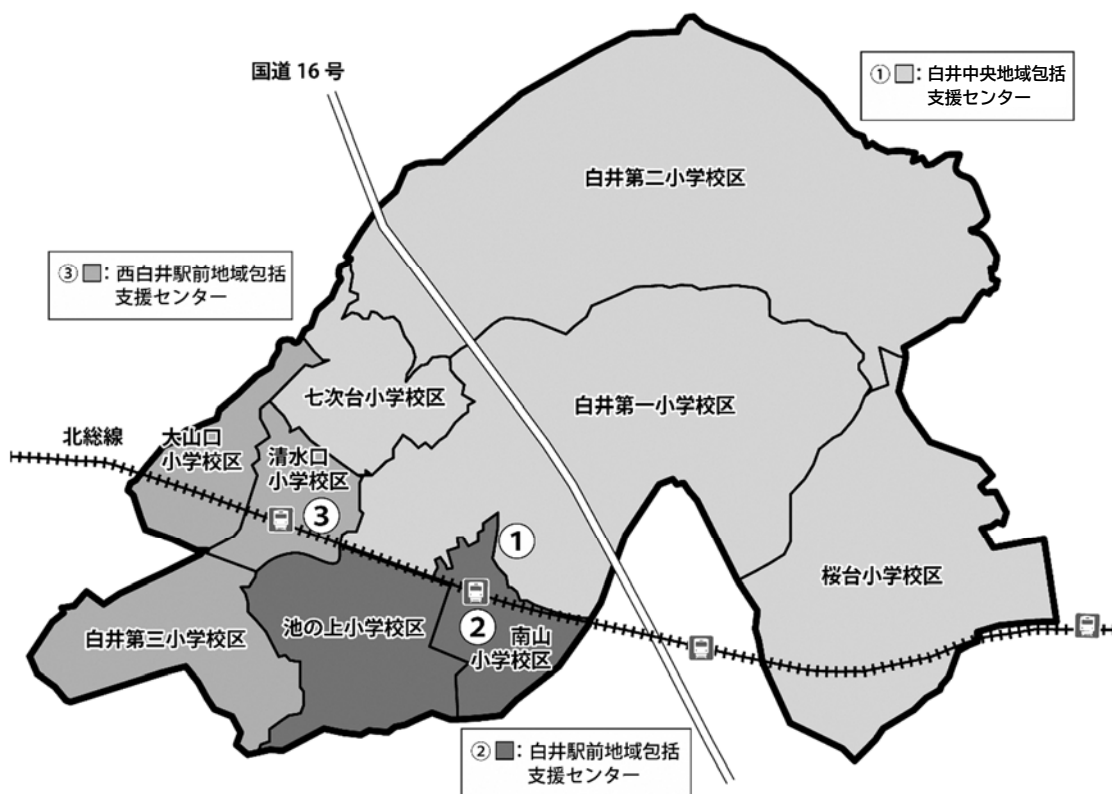 国道 16 号
① : 白井中央地域包括
支援センター
白井第二小学校区
③ : 西白井駅前地域包括
支援センター
七次台小学校区
白井第一小学校区
北総線
大山口
小学校区
清水口
小学校区
③
①
桜台小学校区
池の上小学校区
②
南山
小学校区
白井第三小学校区
② : 白井駅前地域包括
支援センター